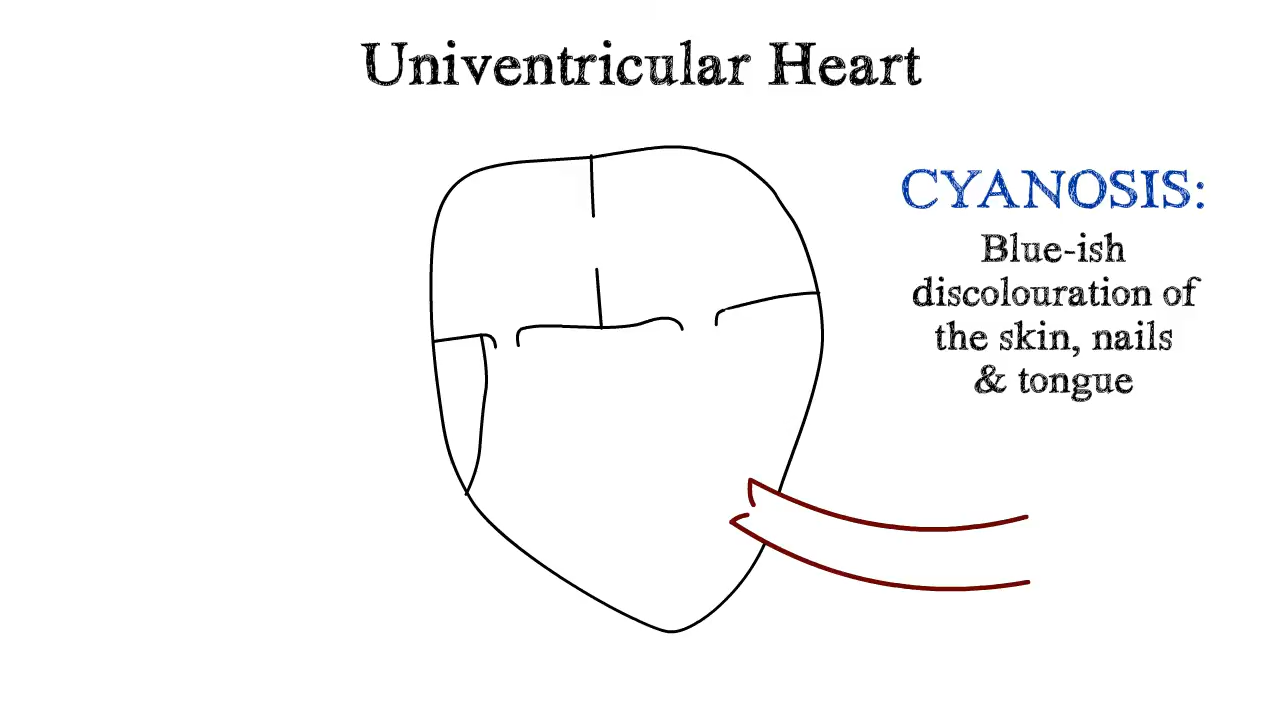 Univentricular Heart
CYANOSIS:
Blue-ish
discolouration of
the skin, nails
& tongue